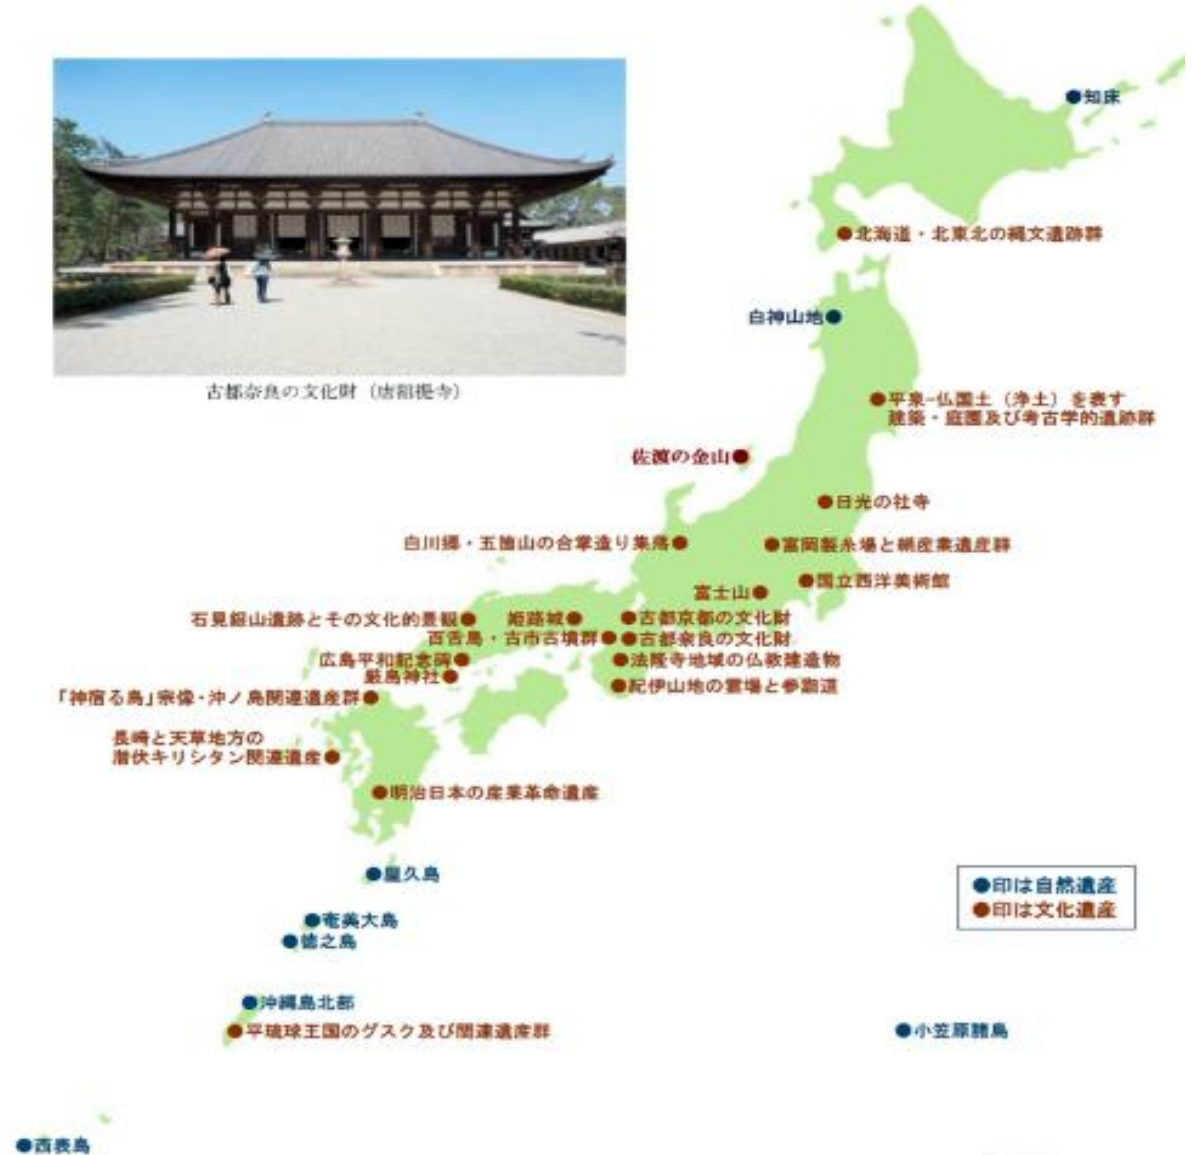 古都奈良の文化財（唐招提寺）
●知床
●北海道・北東北の縄文遺跡群
白神山地●
●平泉-仏国土（浄土）を表す
建築・庭園及び考古学的遺跡群
佐渡の金山●
●日光の社寺
白川郷・五箇山の合掌造り集落●
●富岡製糸場と絹産業遺産群
●国立西洋美術館
富士山●
石見銀山遺跡とその文化的景観●
姫路城●
●古都京都の文化財
百舌鳥・古市古墳群●
●古都奈良の文化財
広島平和記念碑●
●法隆寺地域の仏教建造物
厳島神社●
●紀伊山地の霊場と参詣道
「神宿る島」宗像・沖ノ島関連遺産群●
長崎と天草地方の
潜伏キリシタン関連遺産●
●明治日本の産業革命遺産
●屋久島
●印は自然遺産
●印は文化遺産
●奄美大島
●徳之島
●沖縄島北部
●平琉球王国のグスク及び関連遺産群
●小笠原諸島
●西表島